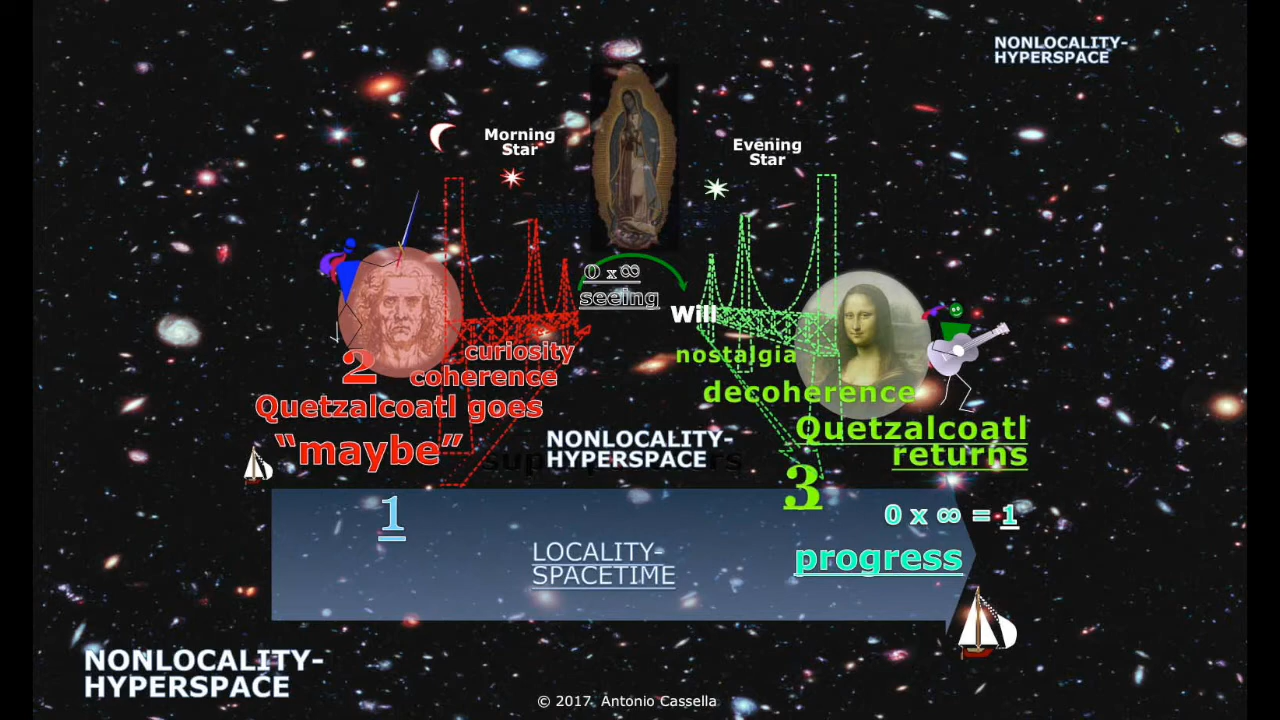 NONLOCALITY-
HYPERSPACE
Morning
Star
Evening
Star
0 x ∞
seeing
Will
curiosity
nostalgia
2
coherence
decoherence
Quetzalcoatl goes
Quetzalcoatl
returns
"maybe"
NONLOCALITY-
HYPERSPACE
3
1
0 x ∞ = 1
LOCALITY-
SPACETIME
progress
NONLOCALITY-
HYPERSPACE
© 2017 Antonio Cassella